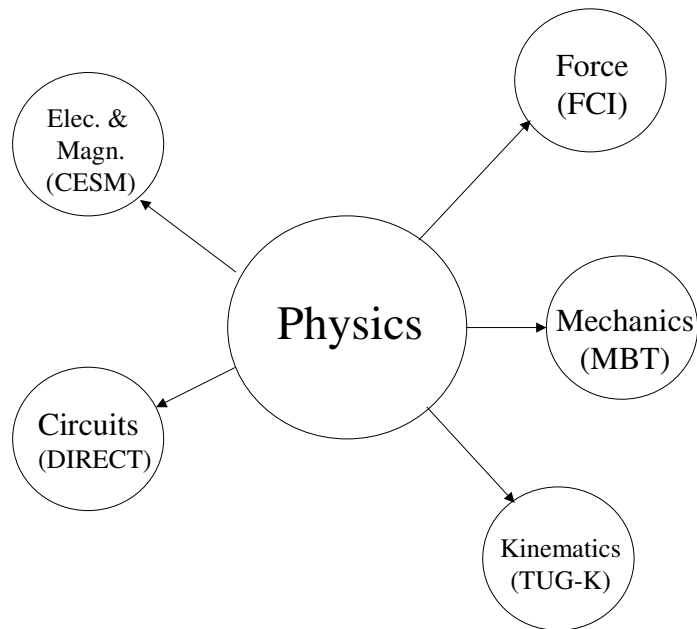 Force
(FCI)
Elec. &
Magn.
(CESM)
Physics
Mechanics
(MBT)
Circuits
(DIRECT)
Kinematics
(TUG-K)